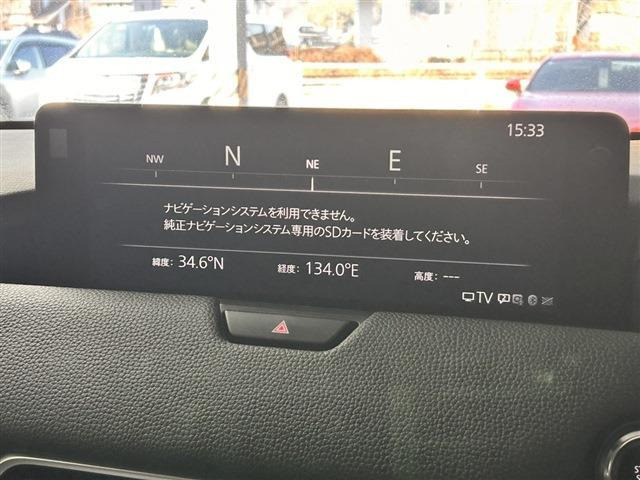 15:33
NW N NE E SE
ナビゲーションシステムを利用できません。
純正ナビゲーションシステム専用のSDカードを装着してください。
緯度: 34.6°N 経度: 134.0°E 高度: ---
TV